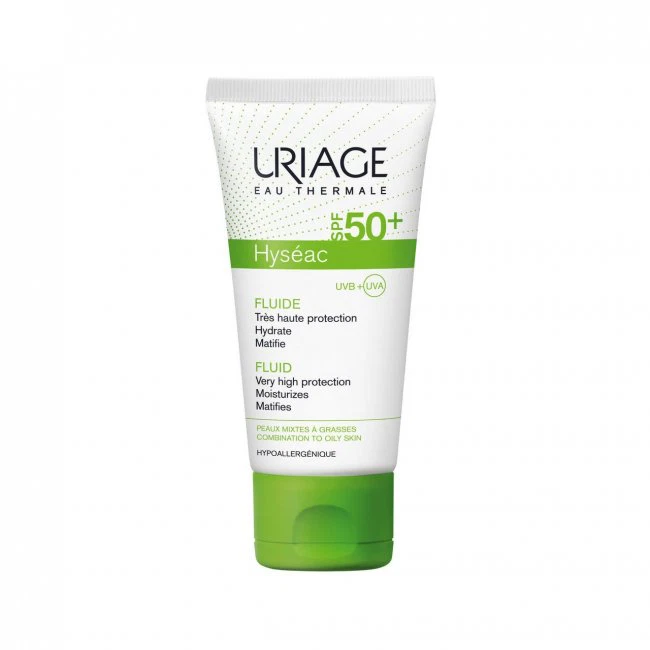 URIAGE
EAU THERMALE
SPF 50+
Hyséac
UVB + UVA
FLUIDE
Très haute protection
Hydrate
Matifie
FLUID
Very high protection
Moisturizes
Matifies
PEAUX MIXTES À GRASSES
COMBINATION TO OILY SKIN
HYPOALLERGÉNIQUE